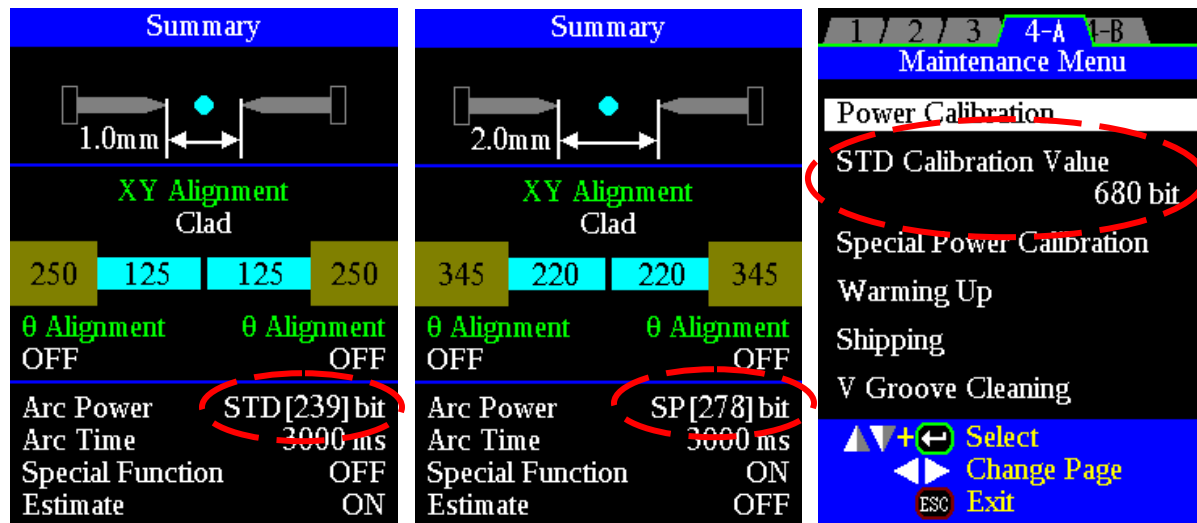 Summary
1.0mm
XY Alignment
Clad
250 125 125 250
θ Alignment θ Alignment
OFF OFF
Arc Power STD[239] bit
Arc Time 3000 ms
Special Function OFF
Estimate ON
Summary
2.0mm
XY Alignment
Clad
345 220 220 345
θ Alignment θ Alignment
OFF OFF
Arc Power SP[278] bit
Arc Time 3000 ms
Special Function ON
Estimate OFF
1 / 2 / 3 / 4-A 4-B
Maintenance Menu
Power Calibration
STD Calibration Value
680 bit
Special Power Calibration
Warming Up
Shipping
V Groove Cleaning
+ Select
Change Page
ESC Exit